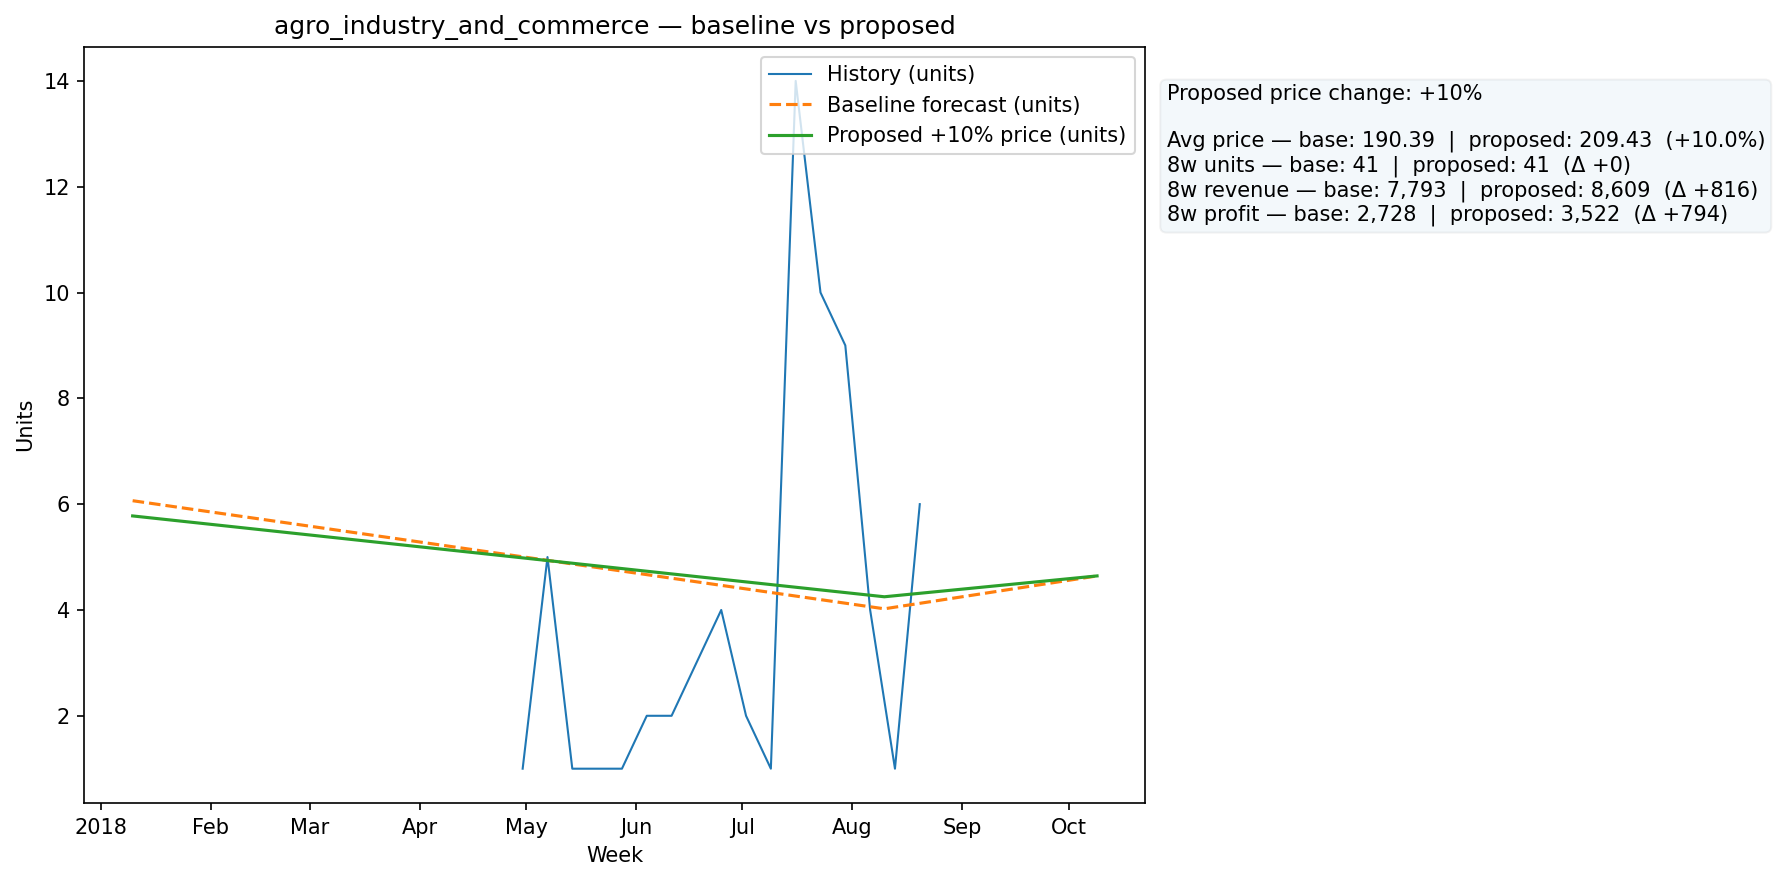 agro_industry_and_commerce — baseline vs proposed
History (units)
Baseline forecast (units)
Proposed +10% price (units)
Proposed price change: +10%
Avg price — base: 190.39 | proposed: 209.43 (+10.0%)
8w units — base: 41 | proposed: 41 (Δ +0)
8w revenue — base: 7,793 | proposed: 8,609 (Δ +816)
8w profit — base: 2,728 | proposed: 3,522 (Δ +794)
Units
14
12
10
8
6
4
2
2018 Feb Mar Apr May Jun Jul Aug Sep Oct
Week